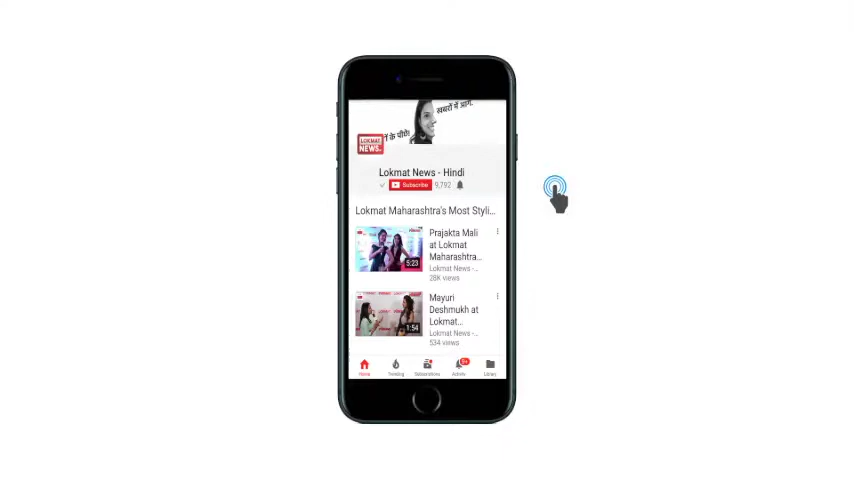 खबरों में आगे,
के पीछे!
LOKMAT
NEWS
Lokmat News - Hindi
Subscribe 9,792
Lokmat Maharashtra's Most Styli...
Prajakta Mali
at Lokmat
Maharashtra...
Lokmat News -...
28K views
5:23
Mayuri
Deshmukh at
Lokmat...
Lokmat News -...
534 views
1:54
9+
Home Trending Subscriptions Activity Library